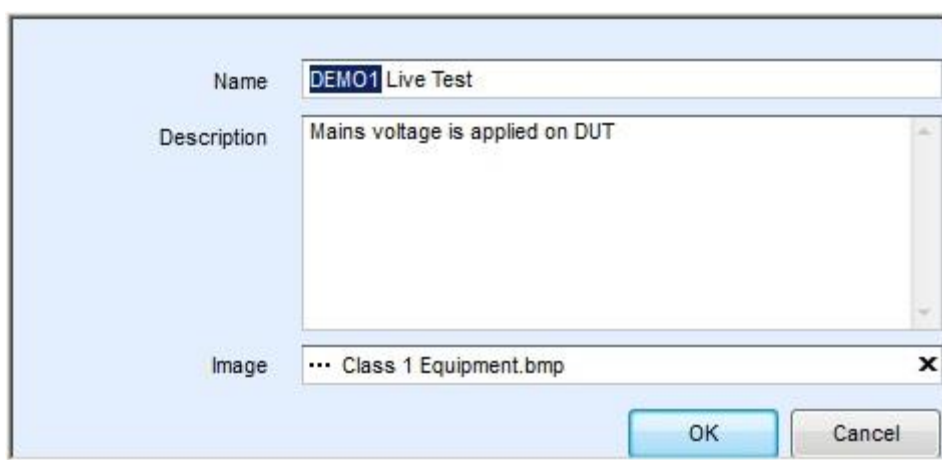 Name DEMO1 Live Test
Description Mains voltage is applied on DUT
Image ... Class 1 Equipment.bmp x
OK Cancel